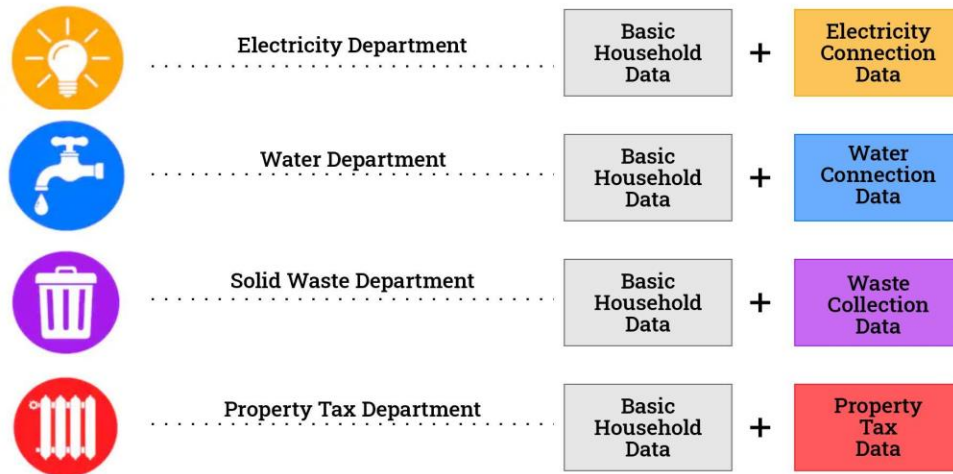 Electricity Department
Basic
Household
Data
+
Electricity
Connection
Data
Water Department
Basic
Household
Data
+
Water
Connection
Data
Solid Waste Department
Basic
Household
Data
+
Waste
Collection
Data
Property Tax Department
Basic
Household
Data
+
Property
Tax
Data